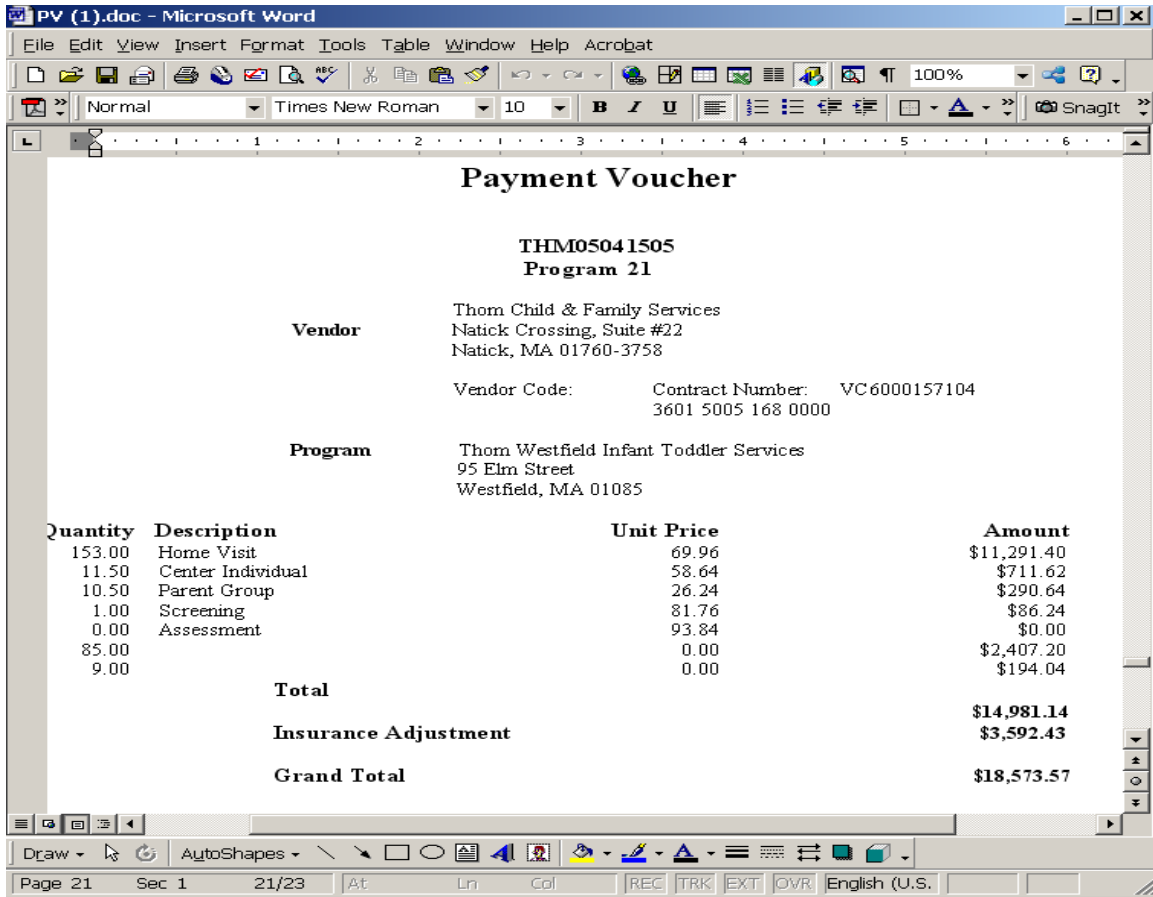 PV (1).doc - Microsoft Word
File Edit View Insert Format Tools Table Window Help Acrobat
100%
Normal Times New Roman 10 B I U SnagIt
1 2 3 4 5 6
Payment Voucher
THM05041505
Program 21
Thom Child & Family Services
Vendor Natick Crossing, Suite #22
Natick, MA 01760-3758
Vendor Code: Contract Number: VC6000157104
3601 5005 168 0000
Program Thom Westfield Infant Toddler Services
95 Elm Street
Westfield, MA 01085
Quantity Description Unit Price Amount
153.00 Home Visit 69.96 $11,291.40
11.50 Center Individual 58.64 $711.62
10.50 Parent Group 26.24 $290.64
1.00 Screening 81.76 $86.24
0.00 Assessment 93.84 $0.00
85.00 0.00 $2,407.20
9.00 0.00 $194.04
Total
$14,981.14
Insurance Adjustment $3,592.43
Grand Total $18,573.57
Draw AutoShapes
Page 21 Sec 1 21/23 At Ln Col REC TRK EXT OVR English (U.S.